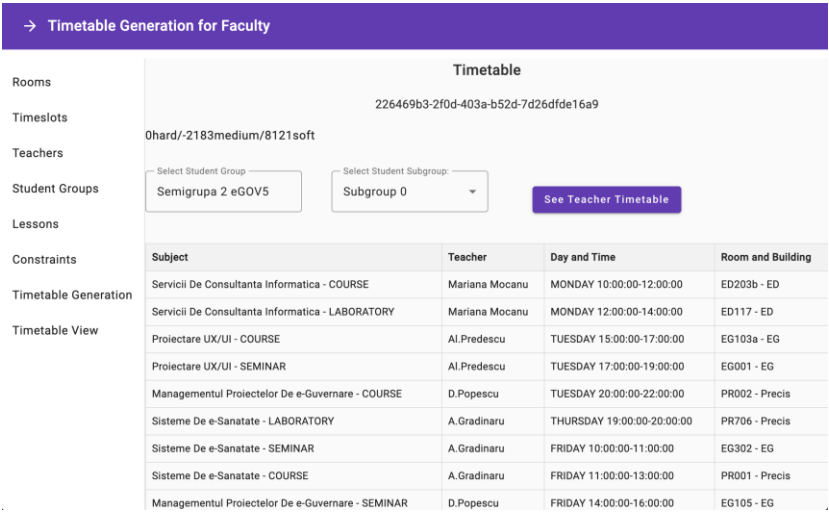 → Timetable Generation for Faculty
Rooms
Timeslots
Teachers
Student Groups
Lessons
Constraints
Timetable Generation
Timetable View
Timetable
226469b3-2f0d-403a-b52d-7d26dfde16a9
0hard/-2183medium/8121soft
Select Student Group
Semigrupa 2 eGOV5
Select Student Subgroup:
Subgroup 0
See Teacher Timetable
Subject Teacher Day and Time Room and Building
Servicii De Consultanta Informatica - COURSE Mariana Mocanu MONDAY 10:00:00-12:00:00 ED203b - ED
Servicii De Consultanta Informatica - LABORATORY Mariana Mocanu MONDAY 12:00:00-14:00:00 ED117 - ED
Proiectare UX/UI - COURSE Al.Predescu TUESDAY 15:00:00-17:00:00 EG103a - EG
Proiectare UX/UI - SEMINAR Al.Predescu TUESDAY 17:00:00-19:00:00 EG001 - EG
Managementul Proiectelor De e-Guvernare - COURSE D.Popescu TUESDAY 20:00:00-22:00:00 PR002 - Precis
Sisteme De e-Sanatate - LABORATORY A.Gradinaru THURSDAY 19:00:00-20:00:00 PR706 - Precis
Sisteme De e-Sanatate - SEMINAR A.Gradinaru FRIDAY 10:00:00-11:00:00 EG302 - EG
Sisteme De e-Sanatate - COURSE A.Gradinaru FRIDAY 11:00:00-13:00:00 PR001 - Precis
Managementul Proiectelor De e-Guvernare - SEMINAR D.Popescu FRIDAY 14:00:00-16:00:00 EG105 - EG